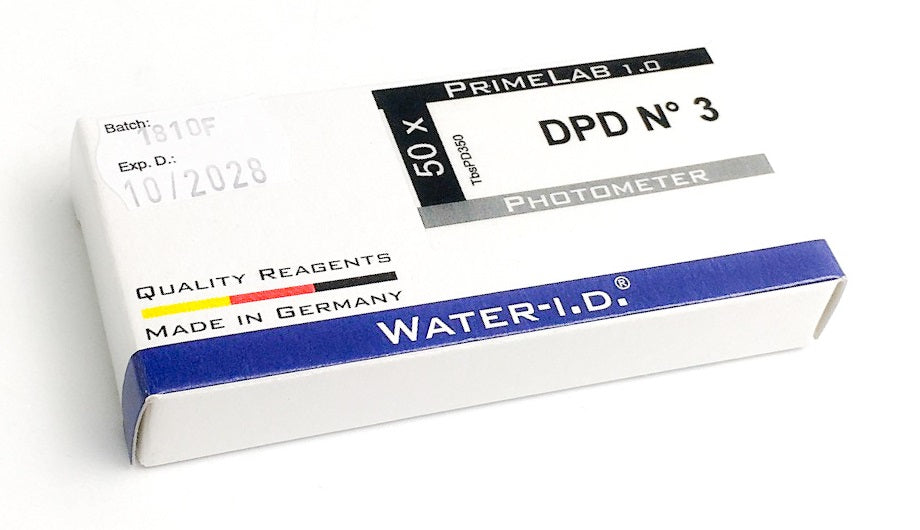 Batch:
1810F
Exp. D.:
10/2028
PRIMELAB 1.0
50 X
TbsPD350
DPD N° 3
PHOTOMETER
QUALITY REAGENTS
MADE IN GERMANY
WATER-I.D.®